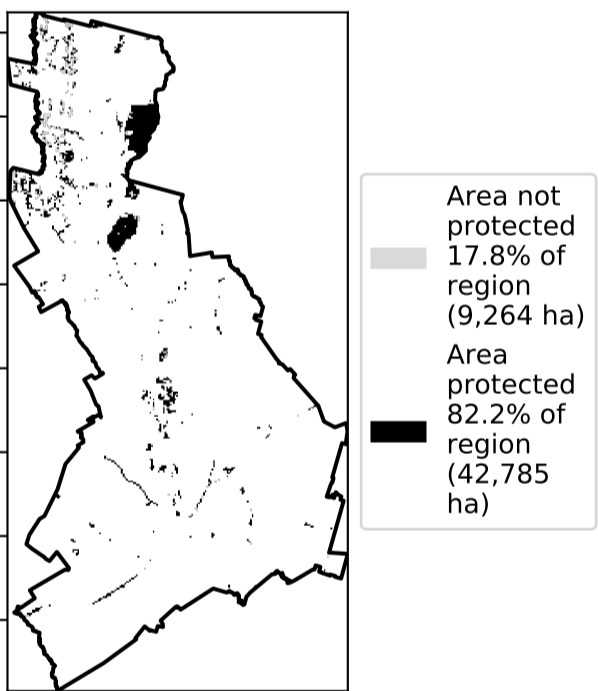 Area not
protected
17.8% of
region
(9,264 ha)
Area
protected
82.2% of
region
(42,785
ha)